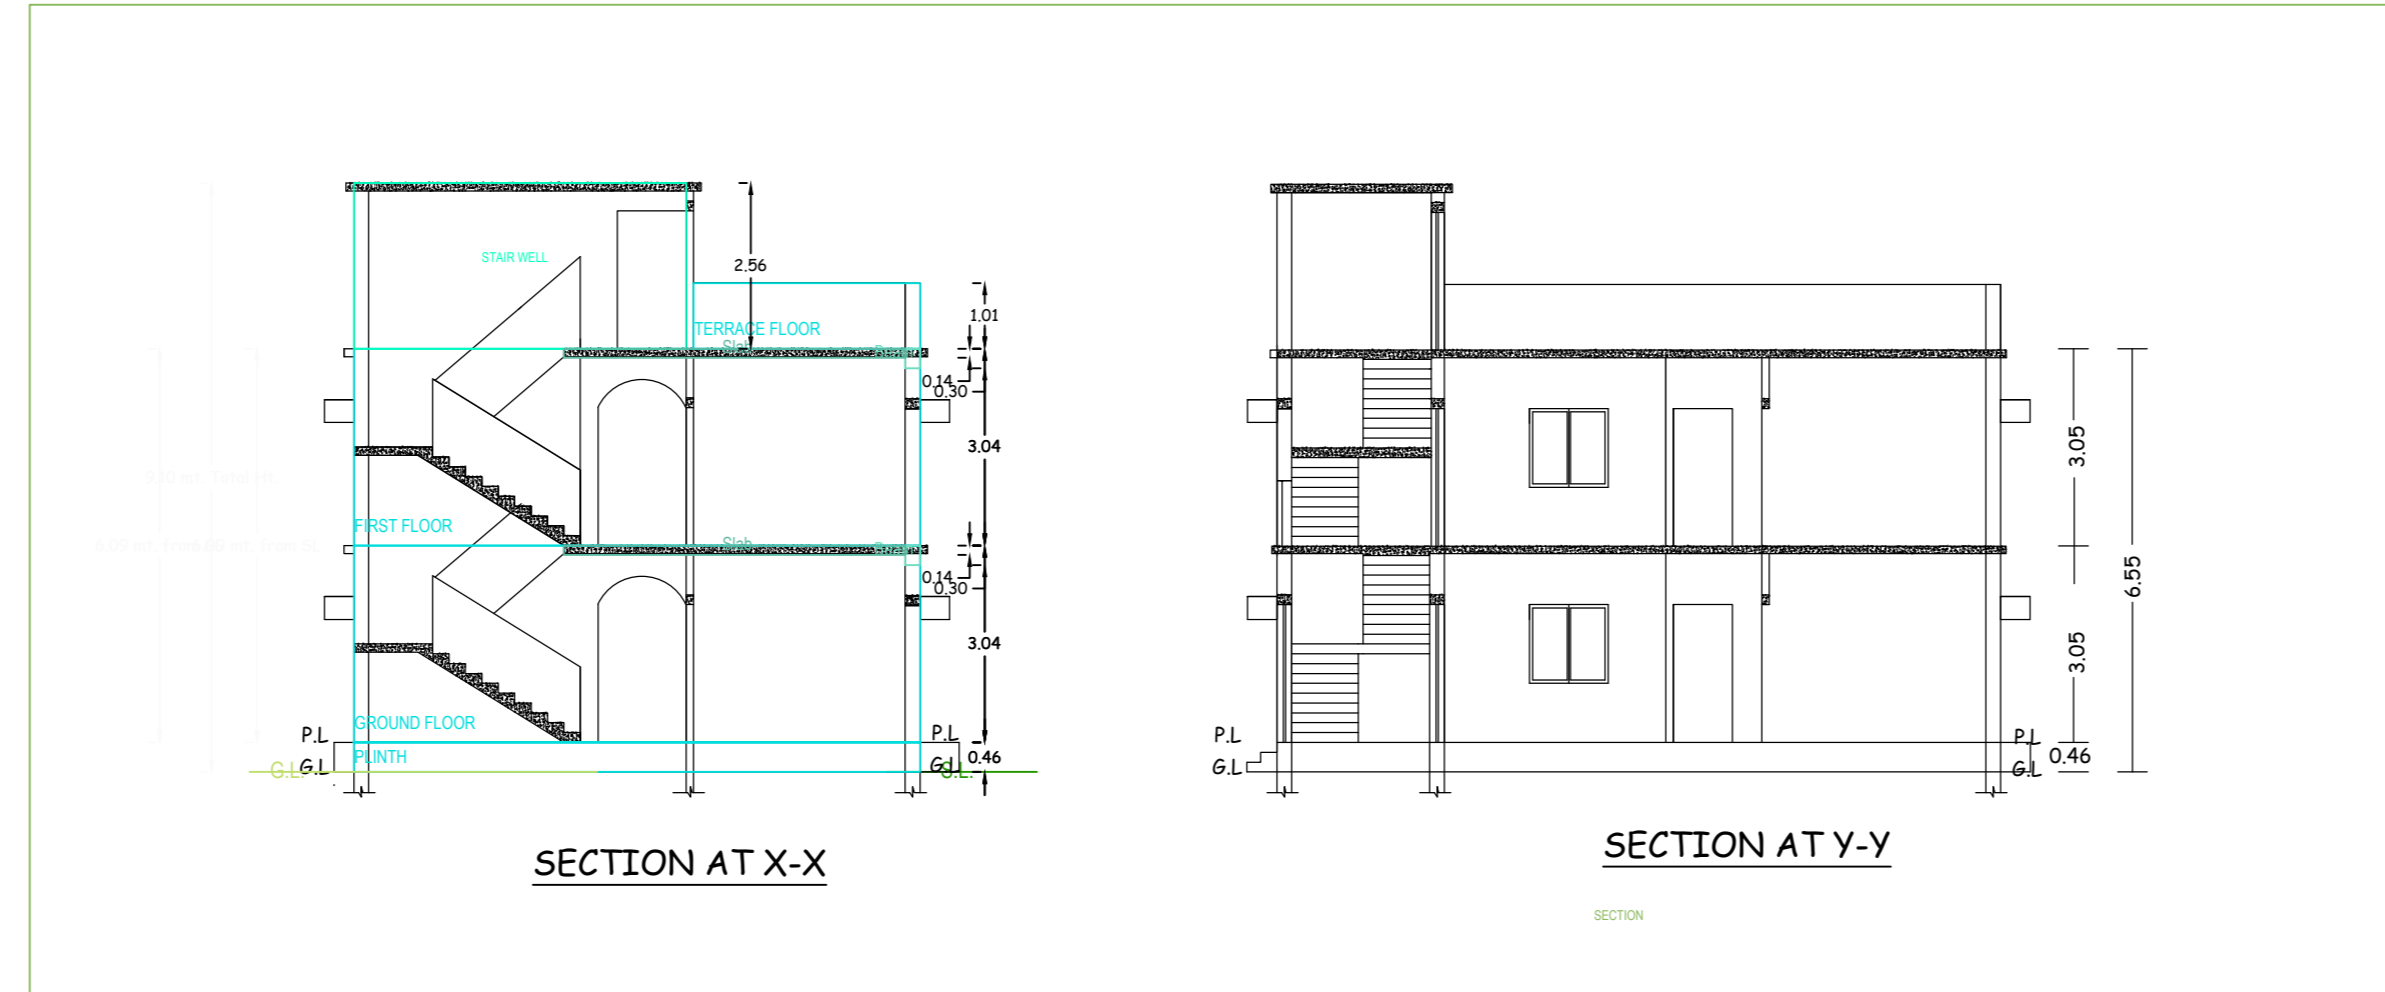 STAIR WELL
2.56
1.01
TERRACE FLOOR
Slab
0.14
0.30
3.04
FIRST FLOOR
Slab
0.14
0.30
3.04
GROUND FLOOR
P.L
P.L
PLINTH
0.46
G.L.
G.L
G.L
S.L.
SECTION AT X-X
3.05
6.55
3.05
P.L
P.L
0.46
G.L
G.L
SECTION AT Y-Y
SECTION